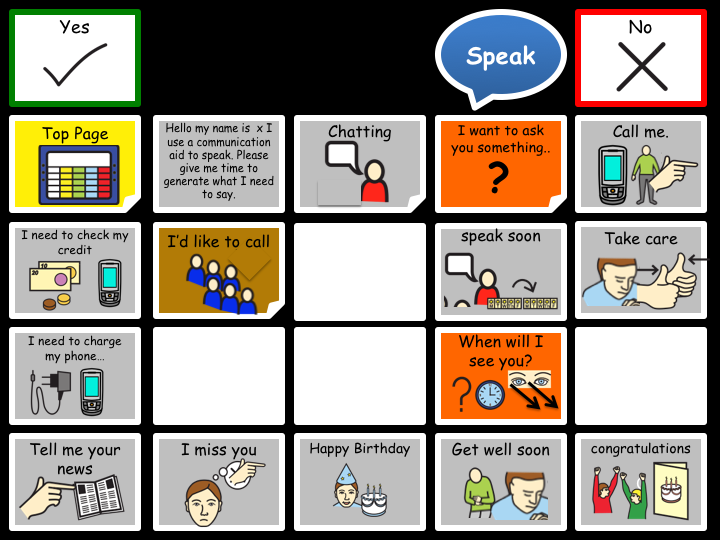 Yes
Speak
No
Top Page
Hello my name is x I
use a communication
aid to speak. Please
give me time to
generate what I need
to say.
Chatting
I want to ask
you something..
?
Call me.
I need to check my
credit
10
20
I'd like to call
speak soon
Take care
I need to charge
my phone...
When will I
see you?
?
Tell me your
news
I miss you
Happy Birthday
Get well soon
congratulations